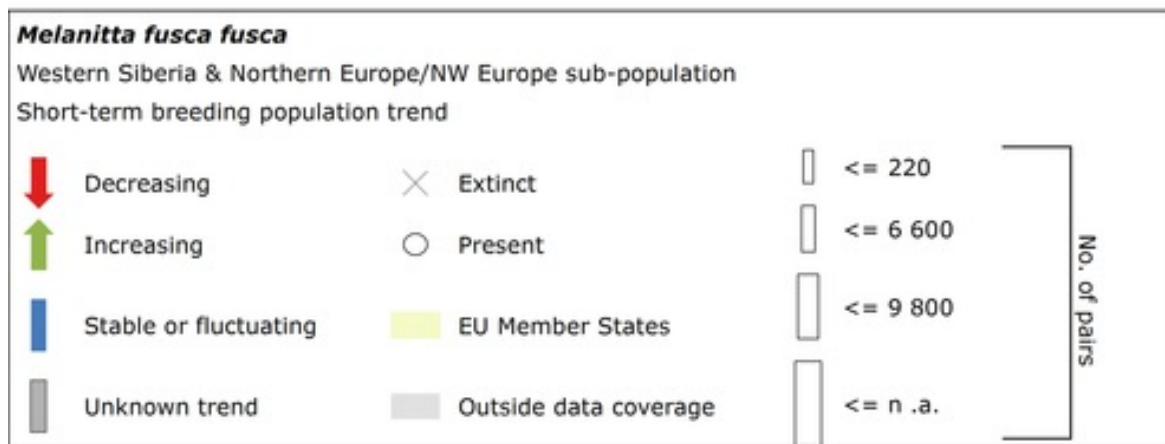 Melanitta fusca fusca
Western Siberia & Northern Europe/NW Europe sub-population
Short-term breeding population trend
Decreasing
Extinct
<= 220
Increasing
Present
<= 6 600
Stable or fluctuating
EU Member States
<= 9 800
Unknown trend
Outside data coverage
<= n .a.
No. of pairs